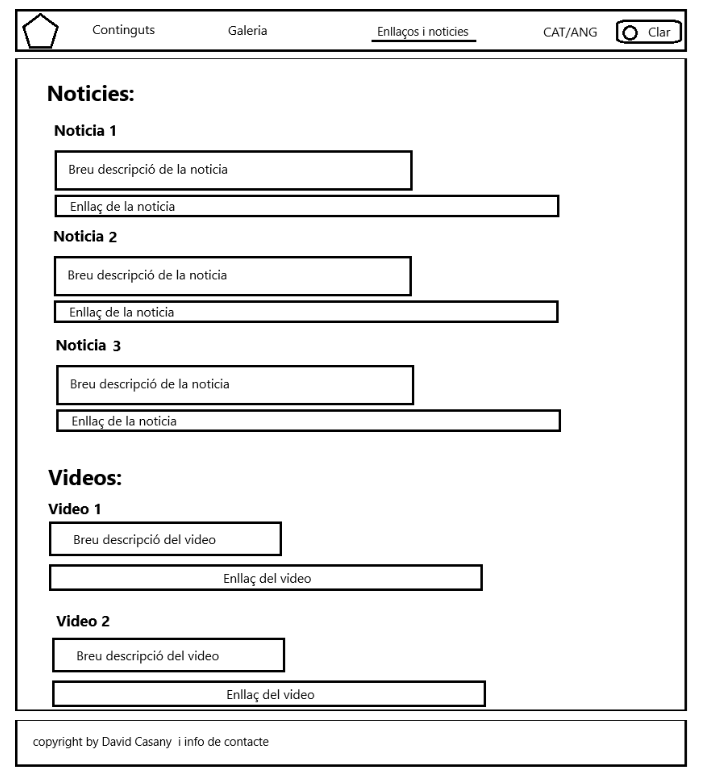 Continguts Galeria Enllaços i noticies CAT/ANG Clar
Noticies:
Noticia 1
Breu descripció de la noticia
Enllaç de la noticia
Noticia 2
Breu descripció de la noticia
Enllaç de la noticia
Noticia 3
Breu descripció de la noticia
Enllaç de la noticia
Videos:
Video 1
Breu descripció del video
Enllaç del video
Video 2
Breu descripció del video
Enllaç del video
copyright by David Casany i info de contacte